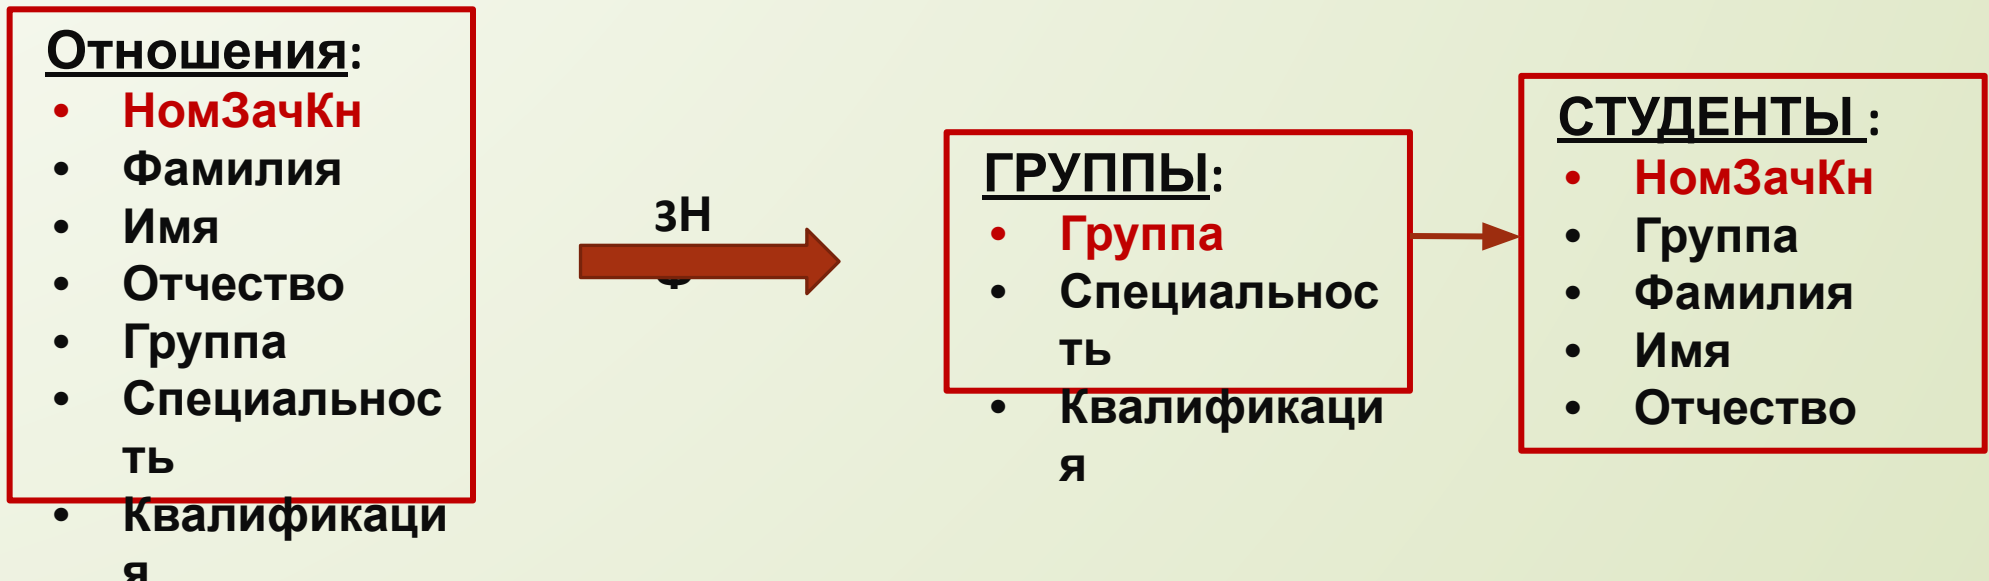 Отношения:
• НомЗачКн
• Фамилия
• Имя
• Отчество
• Группа
• Специальнос
ть
• Квалификаци
я
3Н
Ф
ГРУППЫ:
• Группа
• Специальнос
ть
• Квалификаци
я
СТУДЕНТЫ :
• НомЗачКн
• Группа
• Фамилия
• Имя
• Отчество